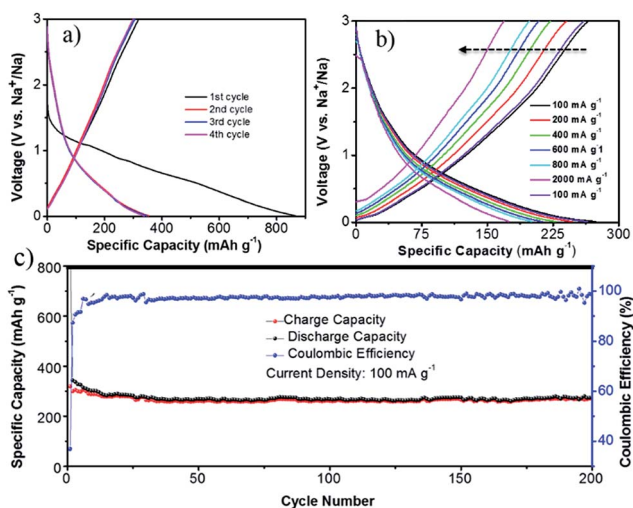 a)
3
2
1
0
Voltage (V vs. Na⁺/Na)
1st cycle
2nd cycle
3rd cycle
4th cycle
0 200 400 600 800
Specific Capacity (mAh g⁻¹)
b)
3
2
1
0
Voltage (V vs. Na⁺/Na)
100 mA g⁻¹
200 mA g⁻¹
400 mA g⁻¹
600 mA g⁻¹
800 mA g⁻¹
2000 mA g⁻¹
100 mA g⁻¹
0 75 150 225 300
Specific Capacity (mAh g⁻¹)
c)
800
600
400
200
0
Specific Capacity (mAh g⁻¹)
Charge Capacity
Discharge Capacity
Coulombic Efficiency
Current Density: 100 mA g⁻¹
100
80
60
40
Coulombic Efficiency (%)
0 50 100 150 200
Cycle Number